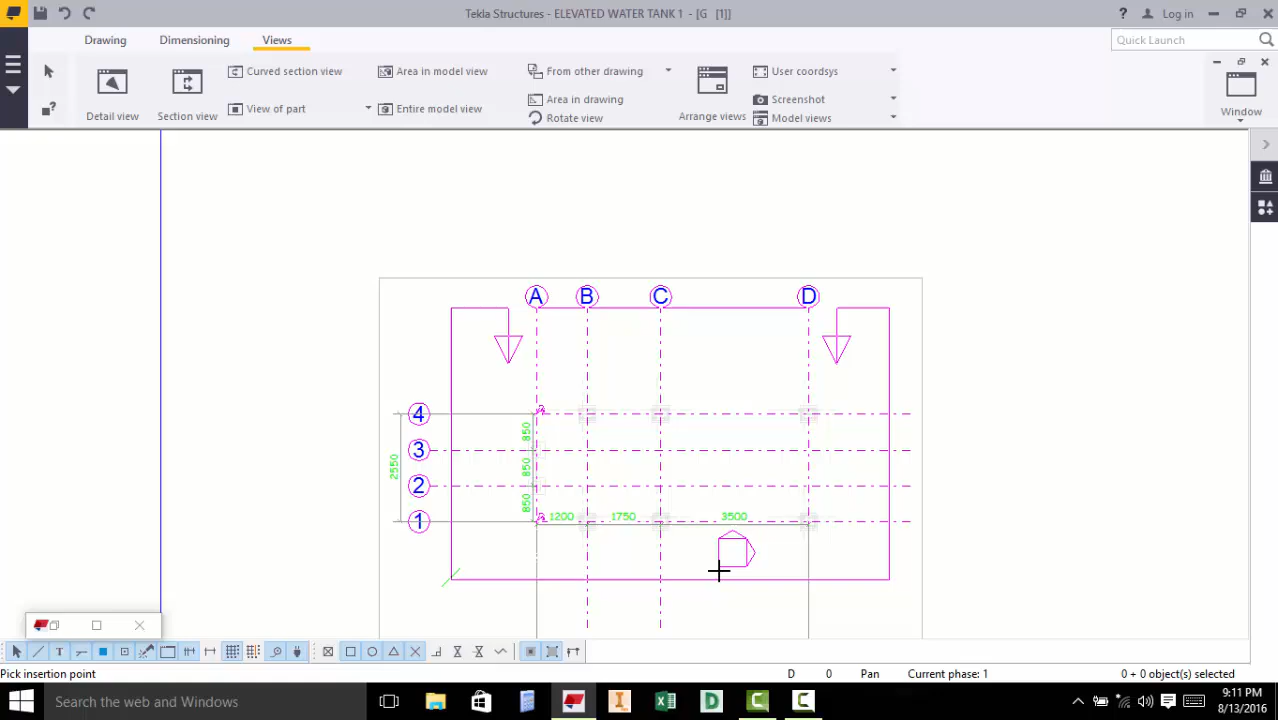 Tekla Structures - ELEVATED WATER TANK 1 - [G [1]]
? Log in
Drawing Dimensioning Views
Quick Launch
Detail view
Section view
Curved section view
View of part
Area in model view
Entire model view
From other drawing
Area in drawing
Rotate view
Arrange views
User coordsys
Screenshot
Model views
Window
A B C D
4
3
2
1
2550
850
850
850
1200 1750 3500
Pick insertion point
D 0 Pan Current phase: 1 0 + 0 object(s) selected
Search the web and Windows
9:11 PM
8/13/2016